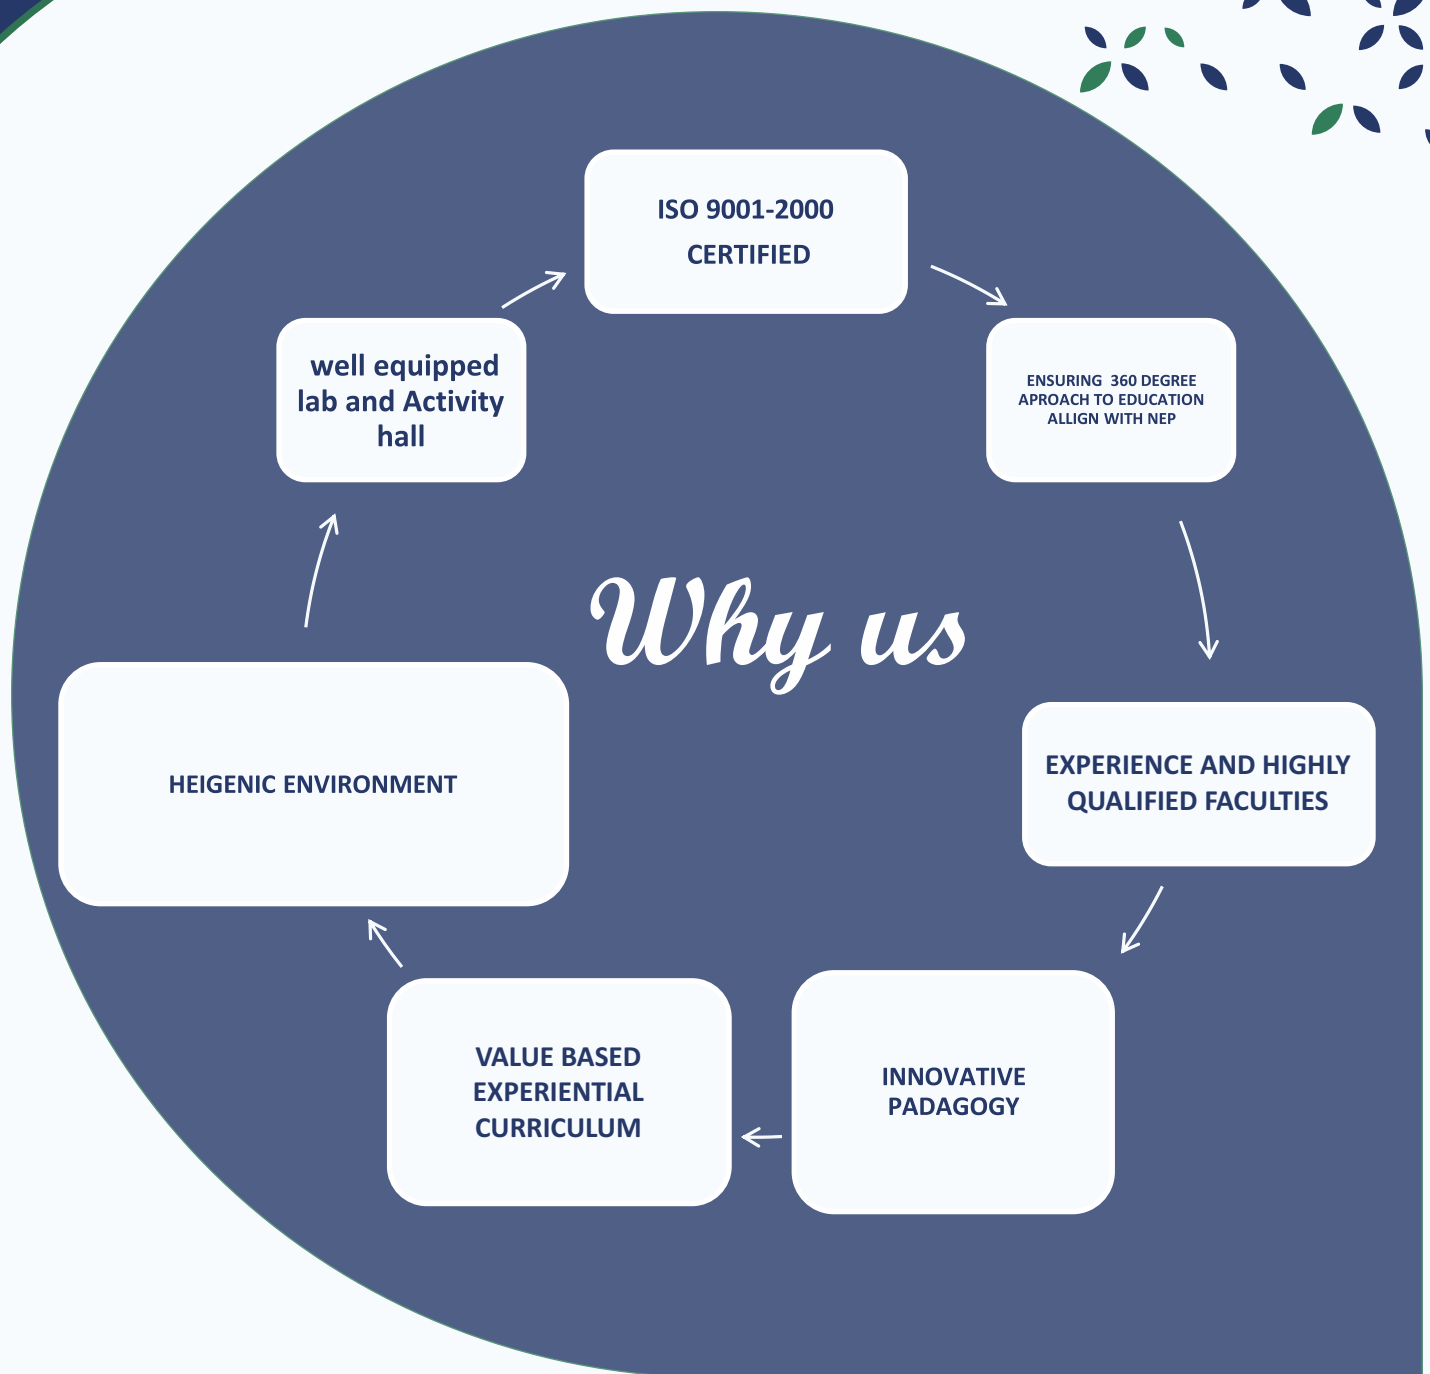 ISO 9001-2000
CERTIFIED
ENSURING  360 DEGREE
APROACH TO EDUCATION
ALLIGN WITH NEP
EXPERIENCE AND HIGHLY
QUALIFIED FACULTIES
INNOVATIVE
PADAGOGY
VALUE BASED
EXPERIENTIAL
CURRICULUM
HEIGENIC ENVIRONMENT
well equipped
lab and Activity
hall
Why us